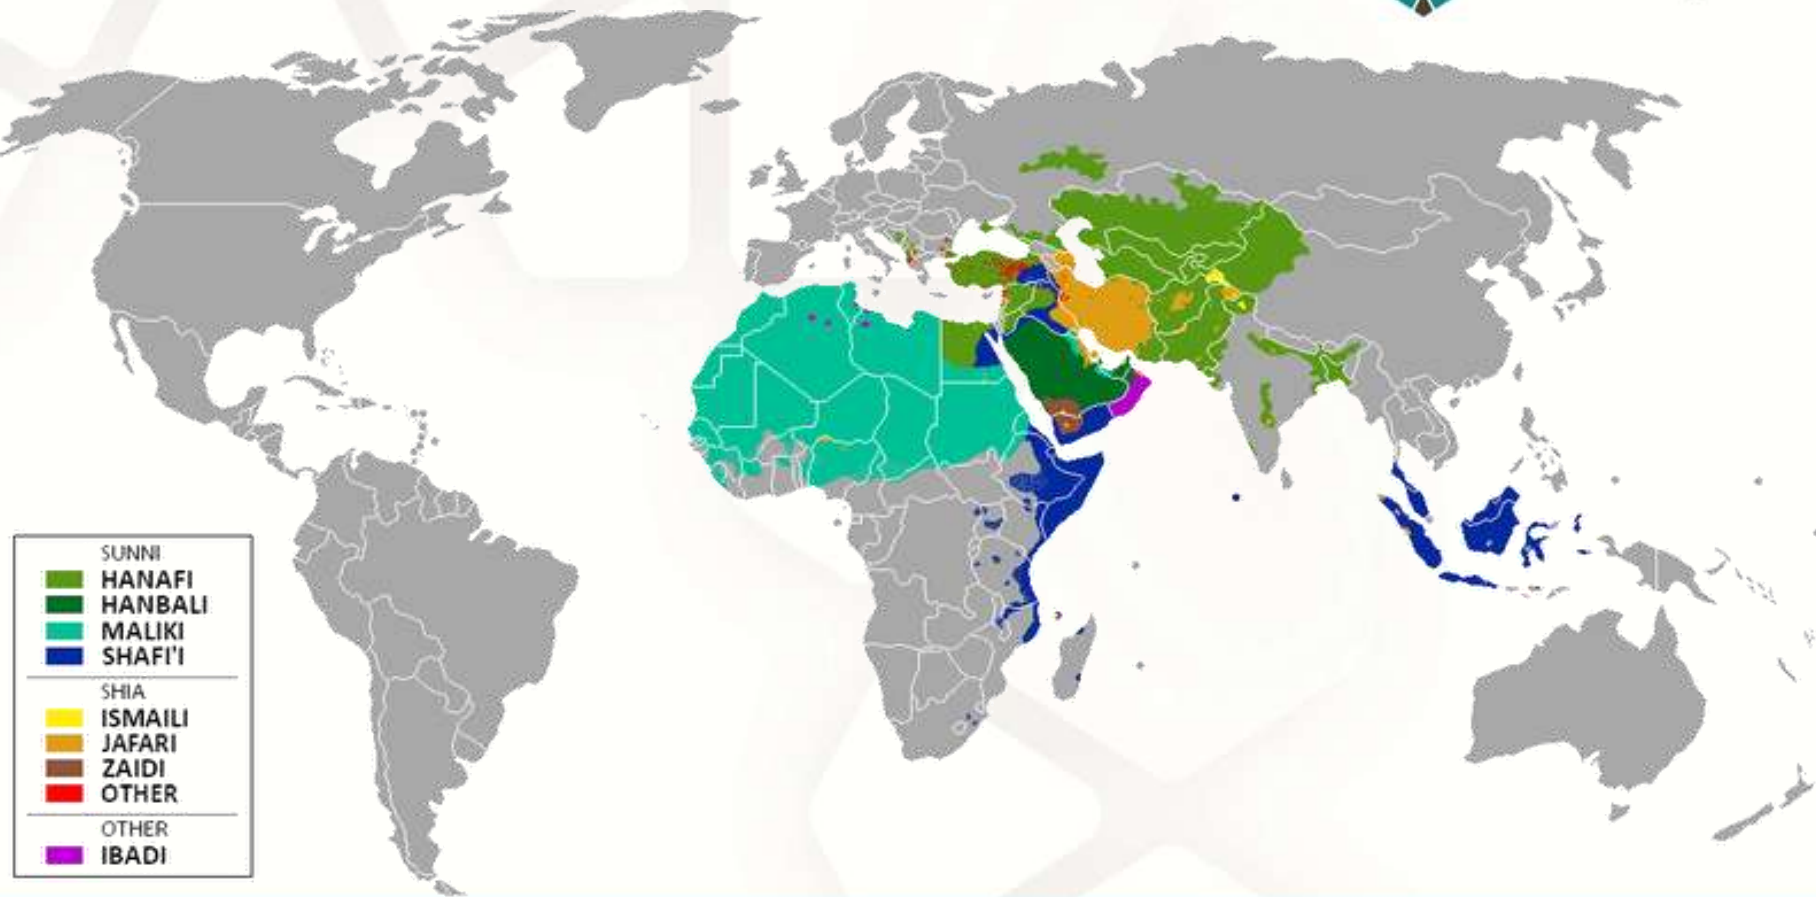 SUNNI
HANAFI
HANBALI
MALIKI
SHAFI'I
SHIA
ISMAILI
JAFARI
ZAIDI
OTHER
OTHER
IBADI